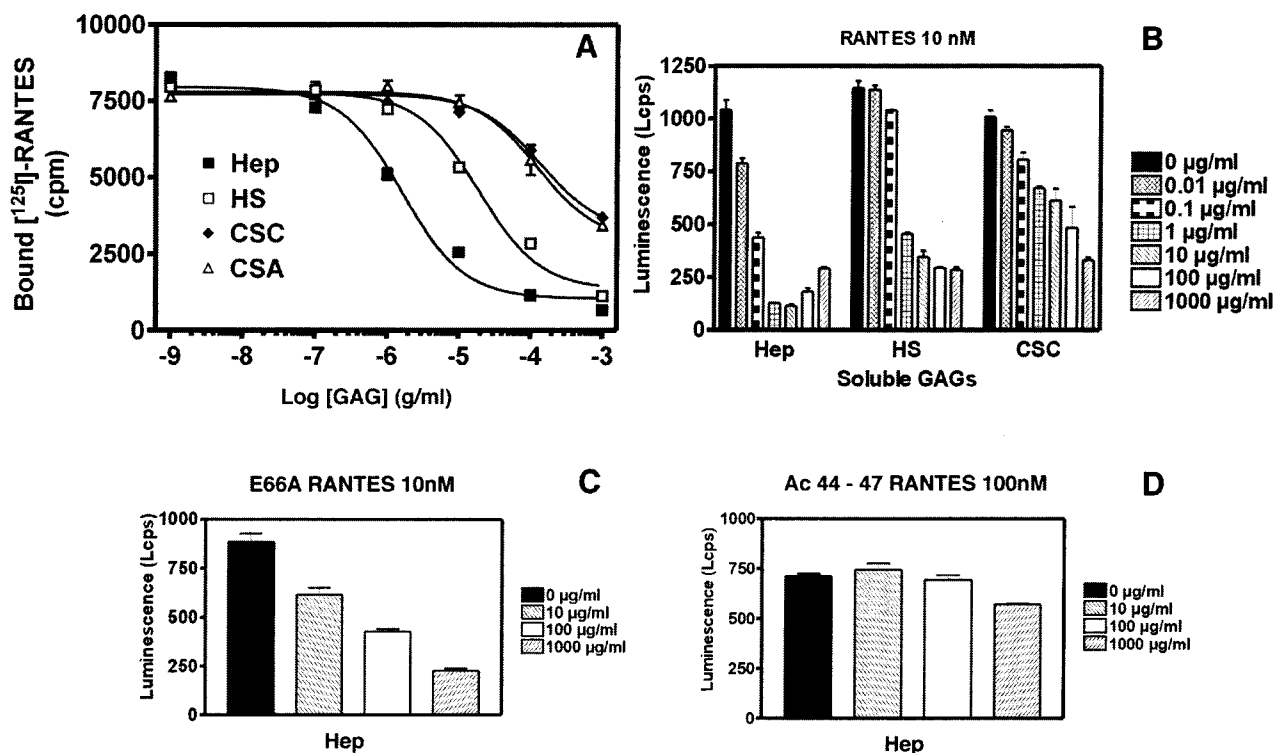 A
10000
7500
5000
2500
0
Bound [125I]-RANTES
(cpm)
Hep
HS
CSC
CSA
-9 -8 -7 -6 -5 -4 -3
Log [GAG] (g/ml)
B
RANTES 10 nM
1250
1000
750
500
250
0
Luminescence (Lcps)
Hep HS CSC
Soluble GAGs
0 µg/ml
0.01 µg/ml
0.1 µg/ml
1 µg/ml
10 µg/ml
100 µg/ml
1000 µg/ml
C
E66A RANTES 10nM
1000
750
500
250
0
Luminescence (Lcps)
Hep
0 µg/ml
10 µg/ml
100 µg/ml
1000 µg/ml
D
Ac 44 - 47 RANTES 100nM
1000
750
500
250
0
Luminescence (Lcps)
Hep
0 µg/ml
10 µg/ml
100 µg/ml
1000 µg/ml